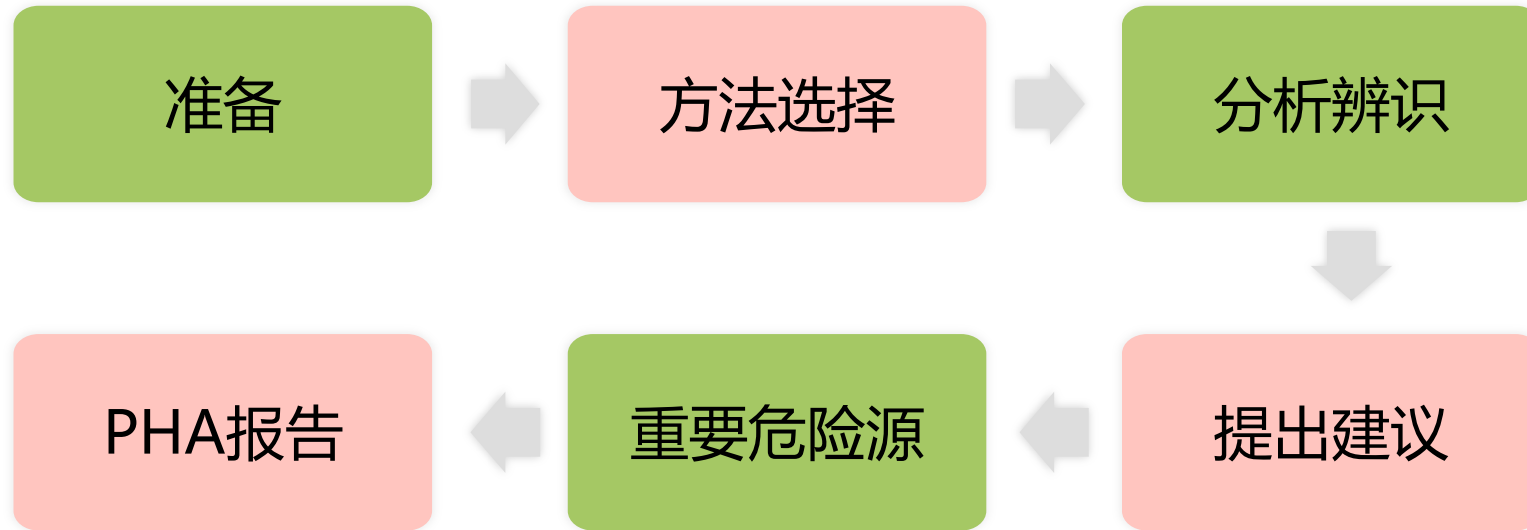 准备
方法选择
分析辨识
提出建议
重要危险源
PHA报告